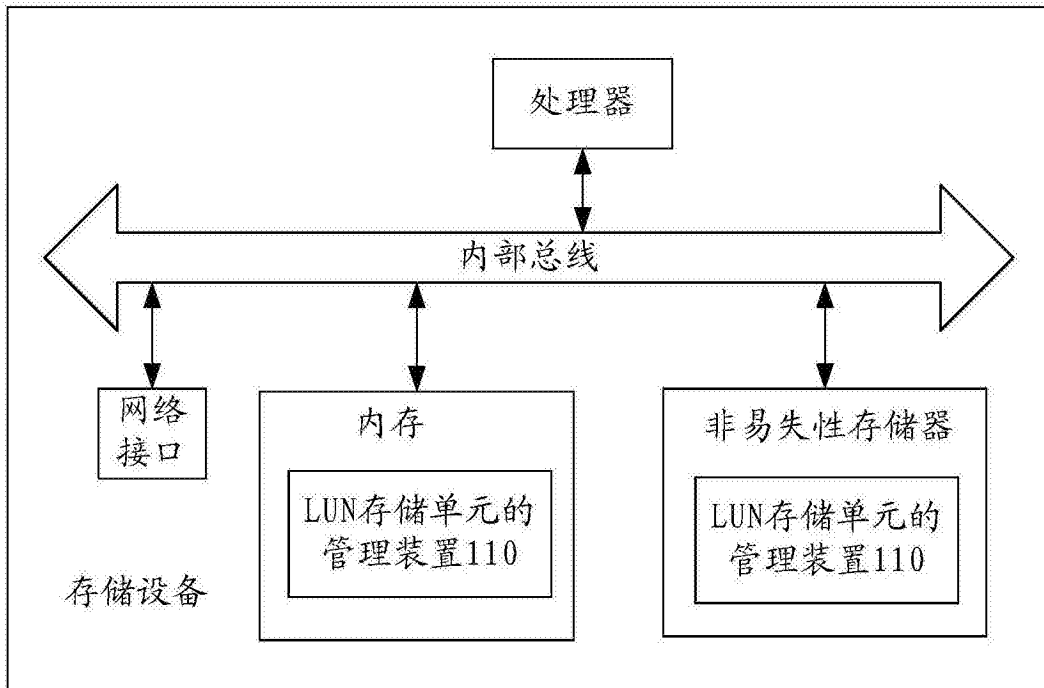 处理器
内部总线
网络
接口
内存
LUN存储单元的
管理装置110
非易失性存储器
LUN存储单元的
管理装置110
存储设备